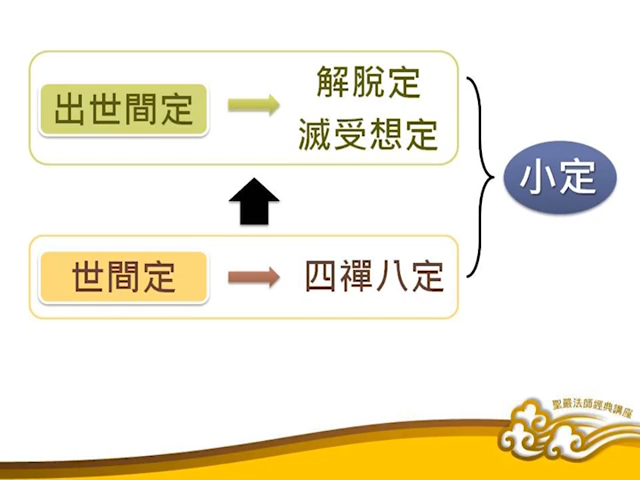 出世間定
解脫定
滅受想定
小定
世間定
四禪八定
聖嚴法師經典講座